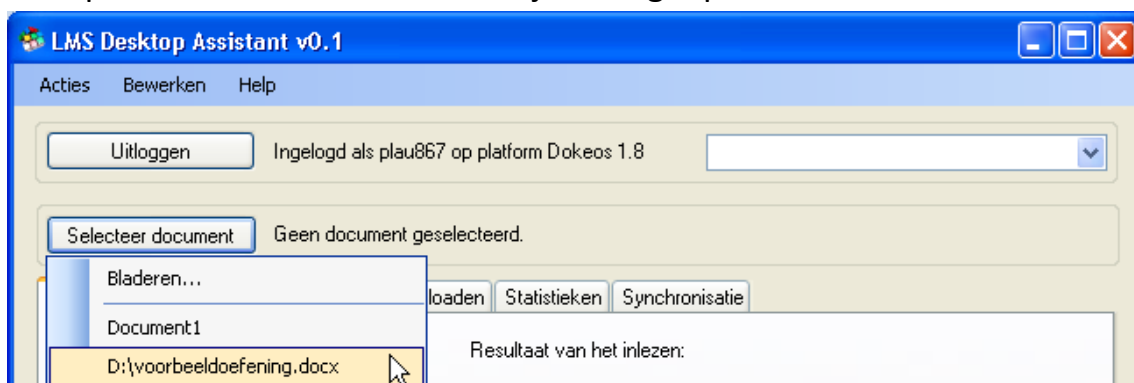 LMS Desktop Assistant v0.1
Acties Bewerken Help
Uitloggen Ingelogd als plau867 op platform Dokeos 1.8
Selecteer document Geen document geselecteerd.
Bladeren...
loaden Statistieken Synchronisatie
Document1
Resultaat van het inlezen:
D:\voorbeeldoefening.docx